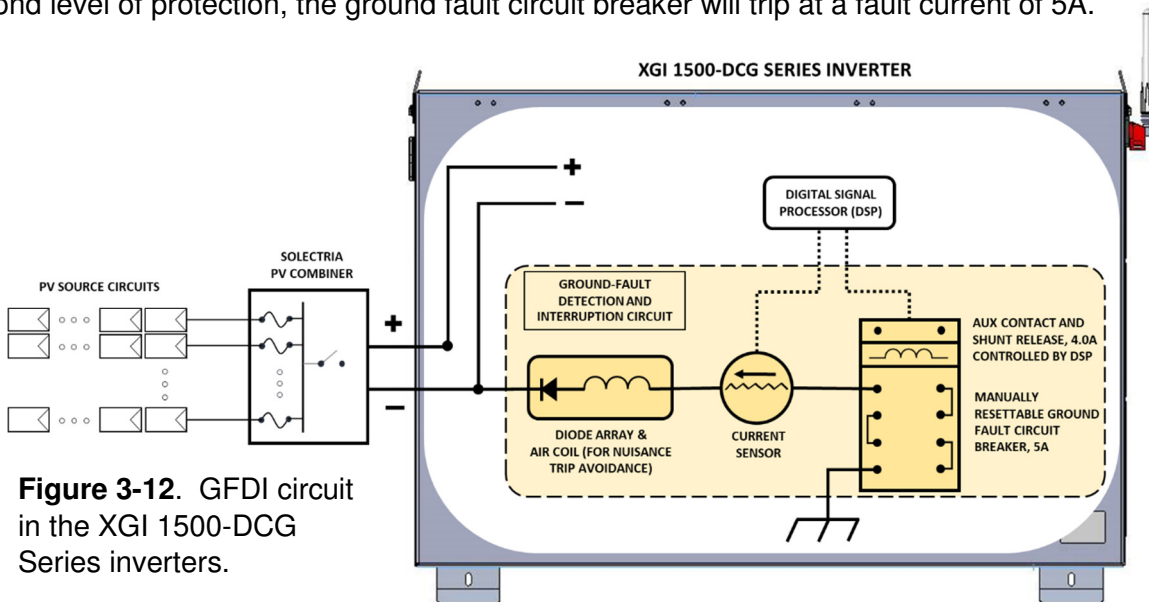 ond level of protection, the ground fault circuit breaker will trip at a fault current of 5A.
XGI 1500-DCG SERIES INVERTER
+
−
DIGITAL SIGNAL
PROCESSOR (DSP)
SOLECTRIA
PV COMBINER
PV SOURCE CIRCUITS
+
−
GROUND-FAULT
DETECTION AND
INTERRUPTION CIRCUIT
AUX CONTACT AND
SHUNT RELEASE, 4.0A
CONTROLLED BY DSP
MANUALLY
RESETTABLE GROUND
FAULT CIRCUIT
BREAKER, 5A
DIODE ARRAY &
AIR COIL (FOR NUISANCE
TRIP AVOIDANCE)
CURRENT
SENSOR
Figure 3-12. GFDI circuit
in the XGI 1500-DCG
Series inverters.